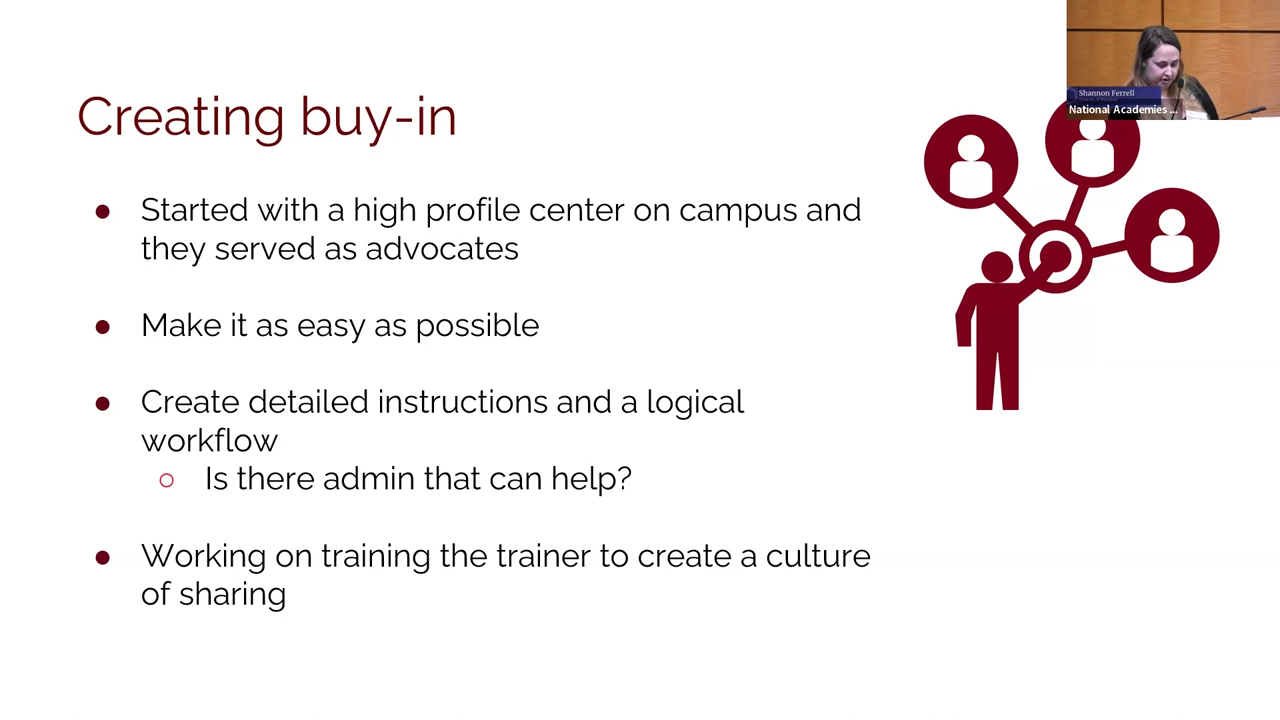 Shannon Ferrell
National Academies ...
Creating buy-in
● Started with a high profile center on campus and
they served as advocates
● Make it as easy as possible
● Create detailed instructions and a logical
workflow
○ Is there admin that can help?
● Working on training the trainer to create a culture
of sharing